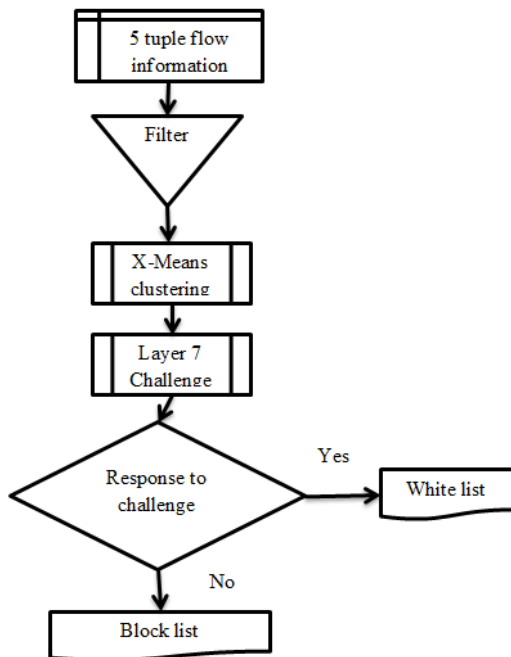 5 tuple flow
information
Filter
X-Means
clustering
Layer 7
Challenge
Response to
challenge
Yes
White list
No
Block list